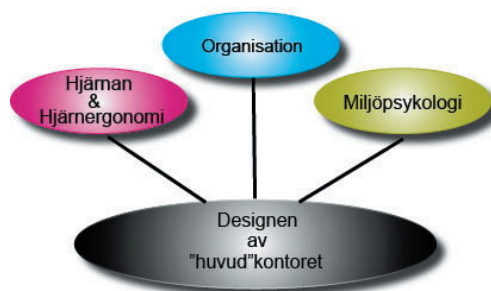 Organisation
Hjärnan
&
Hjärnergonomi
Miljöpsykologi
Designen
av
”huvud”kontoret